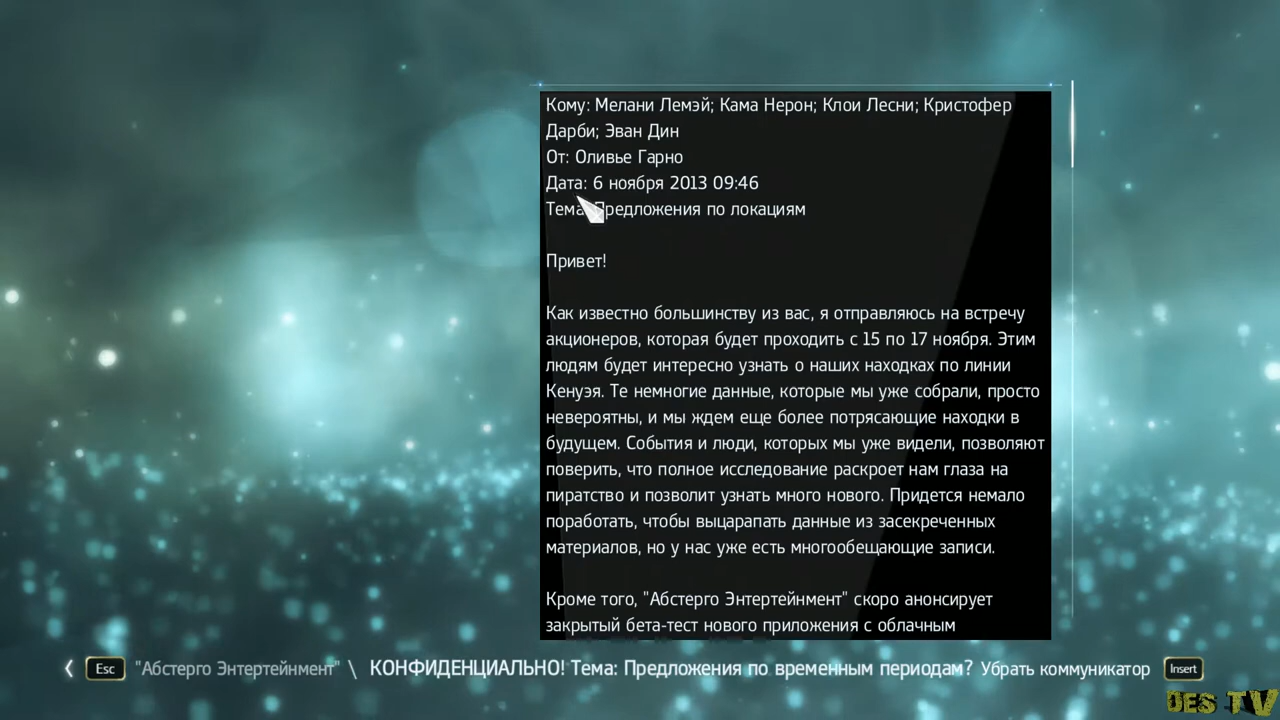 Кому: Мелани Лемэй; Кама Нерон; Клои Лесни; Кристофер
Дарби; Эван Дин
От: Оливье Гарно
Дата: 6 ноября 2013 09:46
Тема: Предложения по локациям
Привет!
Как известно большинству из вас, я отправляюсь на встречу
акционеров, которая будет проходить с 15 по 17 ноября. Этим
людям будет интересно узнать о наших находках по линии
Кенуэя. Те немногие данные, которые мы уже собрали, просто
невероятны, и мы ждем еще более потрясающие находки в
будущем. События и люди, которых мы уже видели, позволяют
поверить, что полное исследование раскроет нам глаза на
пиратство и позволит узнать много нового. Придется немало
поработать, чтобы выцарапать данные из засекреченных
материалов, но у нас уже есть многообещающие записи.
Кроме того, "Абстерго Энтертейнмент" скоро анонсирует
закрытый бета-тест нового приложения с облачным
Esc "Абстерго Энтертейнмент" \ КОНФИДЕНЦИАЛЬНО! Тема: Предложения по временным периодам? Убрать коммуникатор Insert
DES TV